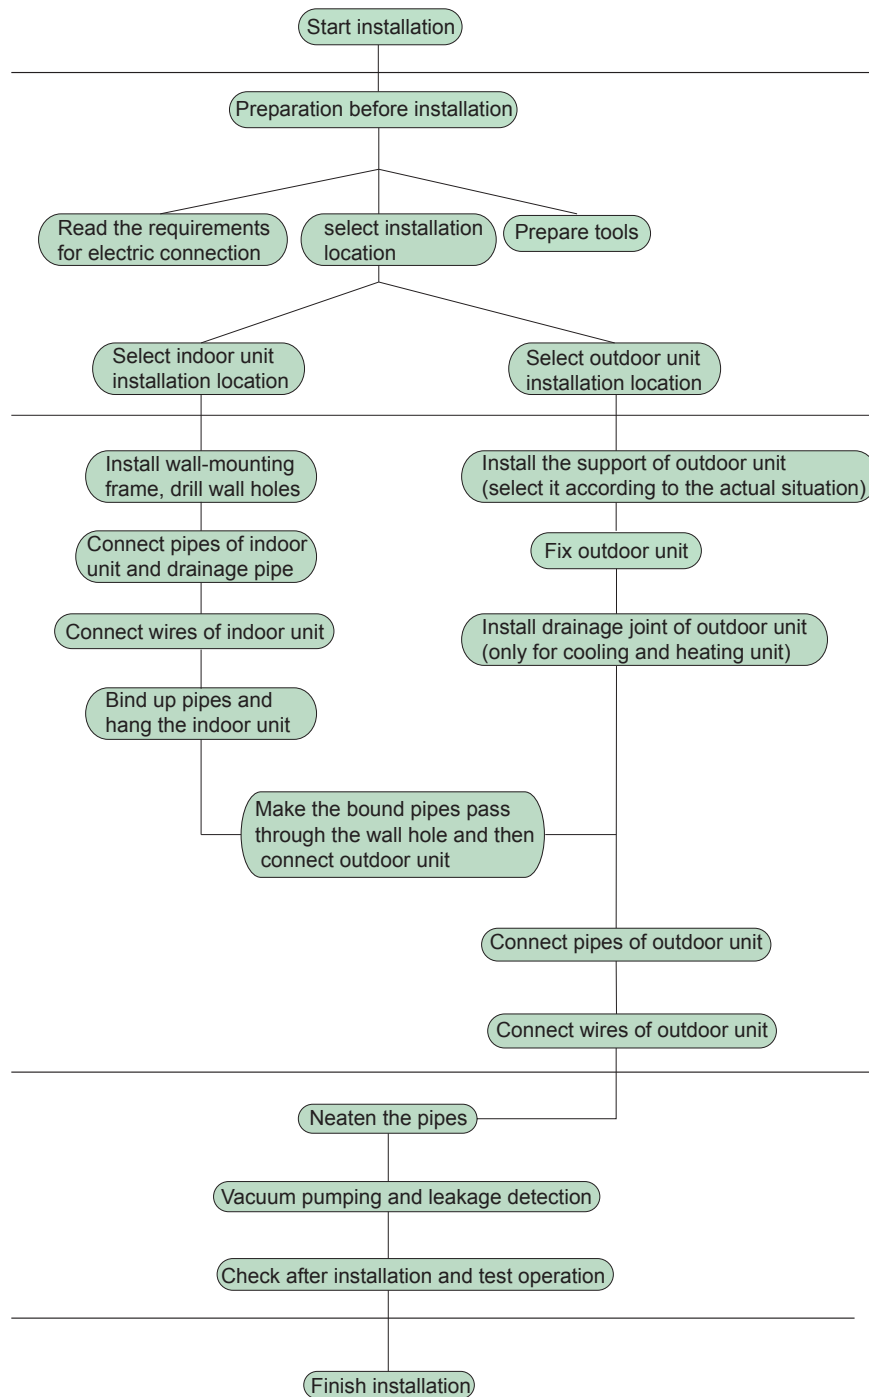 Start installation
Preparation before installation
Read the requirements
for electric connection
select installation
location
Prepare tools
Select indoor unit
installation location
Select outdoor unit
installation location
Install wall-mounting
frame, drill wall holes
Install the support of outdoor unit
(select it according to the actual situation)
Connect pipes of indoor
unit and drainage pipe
Fix outdoor unit
Connect wires of indoor unit
Install drainage joint of outdoor unit
(only for cooling and heating unit)
Bind up pipes and
hang the indoor unit
Make the bound pipes pass
through the wall hole and then
connect outdoor unit
Connect pipes of outdoor unit
Connect wires of outdoor unit
Neaten the pipes
Vacuum pumping and leakage detection
Check after installation and test operation
Finish installation